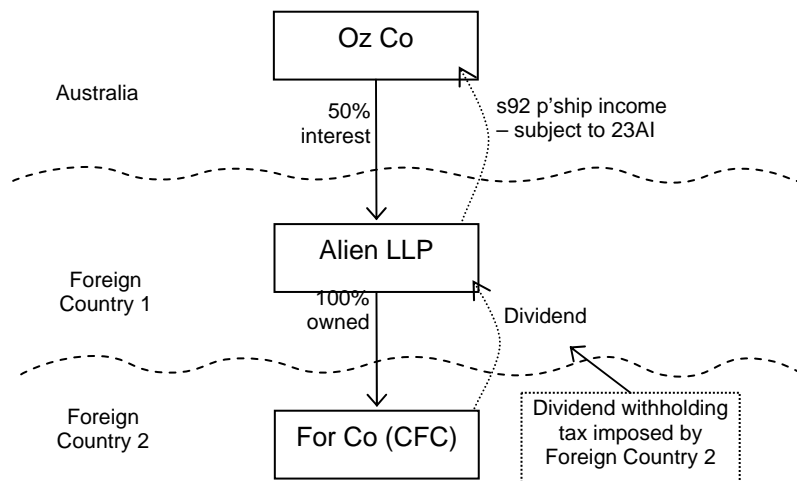 Oz Co
Australia
50%
interest
s92 p'ship income
– subject to 23AI
Alien LLP
Foreign
Country 1
100%
owned
Dividend
Foreign
Country 2
For Co (CFC)
Dividend withholding
tax imposed by
Foreign Country 2